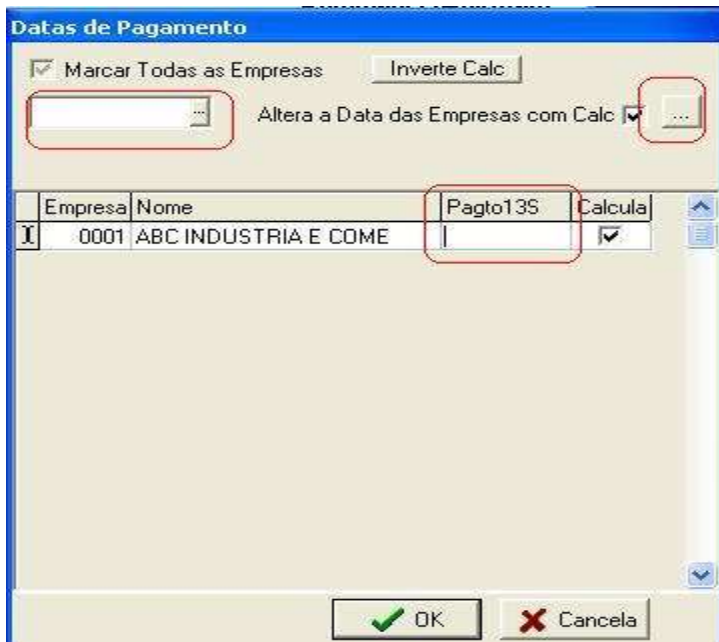 Datas de Pagamento
Marcar Todas as Empresas Inverte Calc
... Altera a Data das Empresas com Calc ...
Empresa Nome Pagto13S Calcula
0001 ABC INDUSTRIA E COME
OK Cancela